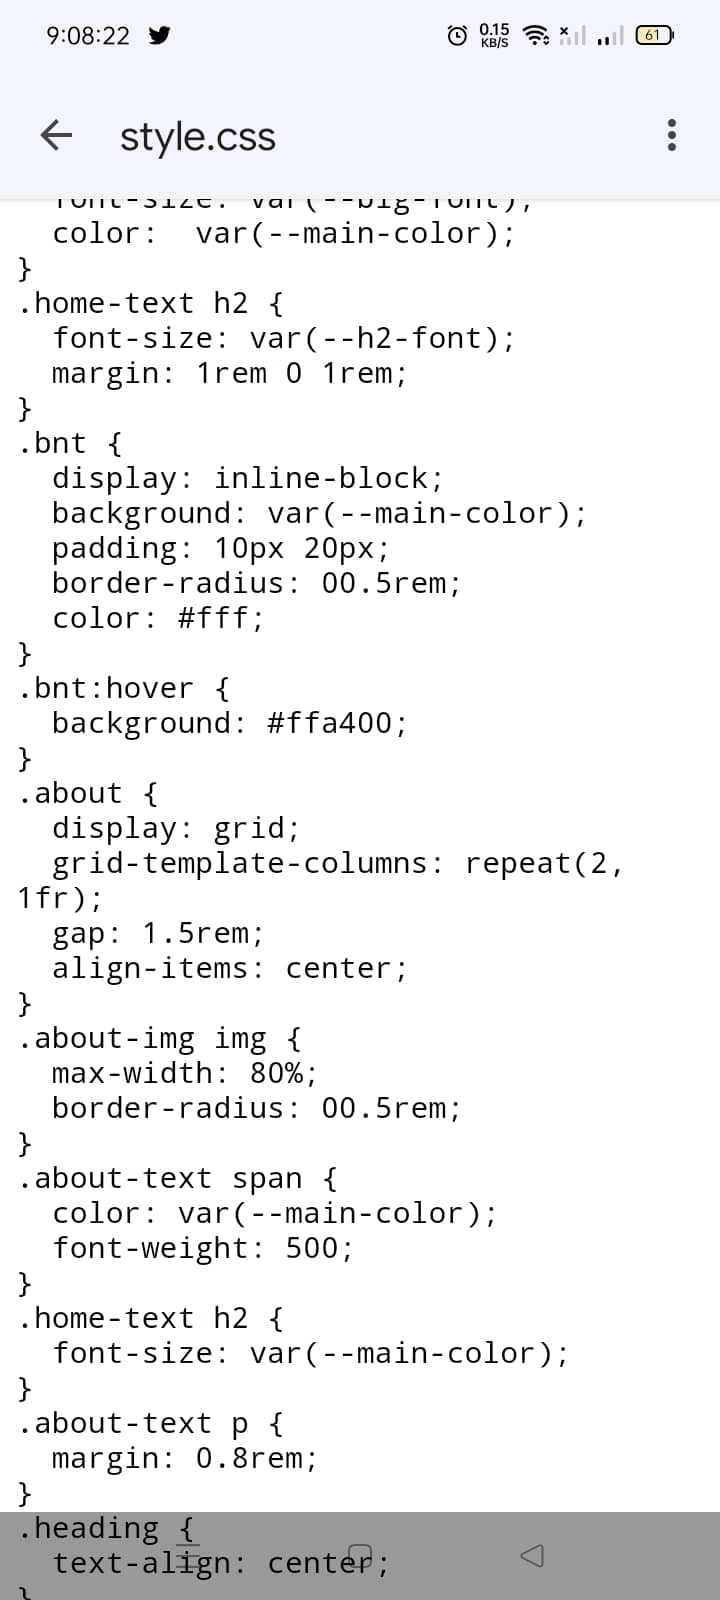 9:08:22
0.15
KB/S
61
style.css
font-size: var(--big-font);
color:  var(--main-color);
}
.home-text h2 {
font-size: var(--h2-font);
margin: 1rem 0 1rem;
}
.bnt {
display: inline-block;
background: var(--main-color);
padding: 10px 20px;
border-radius: 00.5rem;
color: #fff;
}
.bnt:hover {
background: #ffa400;
}
.about {
display: grid;
grid-template-columns: repeat(2,
1fr);
gap: 1.5rem;
align-items: center;
}
.about-img img {
max-width: 80%;
border-radius: 00.5rem;
}
.about-text span {
color: var(--main-color);
font-weight: 500;
}
.home-text h2 {
font-size: var(--main-color);
}
.about-text p {
margin: 0.8rem;
}
.heading {
text-align: center;
}